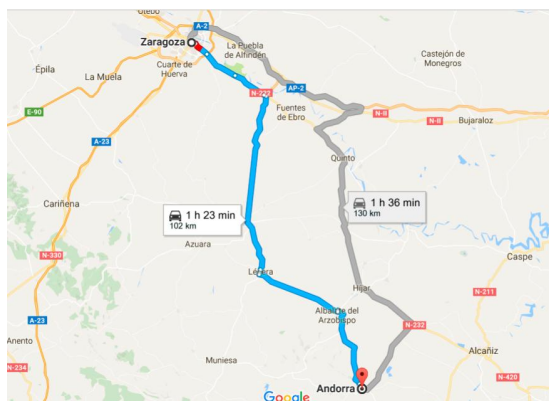 Utebo
A-2
Zaragoza
La Puebla
de Alfindén
Castejón
de Monegros
Épila
La Muela
Cuarte de
Huerva
N-222
AP-2
E-90
Fuentes
de Ebro
N-II
N-II
Bujaraloz
A-23
Quinto
Cariñena
1 h 23 min
102 km
1 h 36 min
130 km
Azuara
N-330
Caspe
Lécera
Híjar
N-211
A-23
Albalate del
Arzobispo
N-232
Anento
Alcañiz
Muniesa
N-234
Andorra
N-420
Google